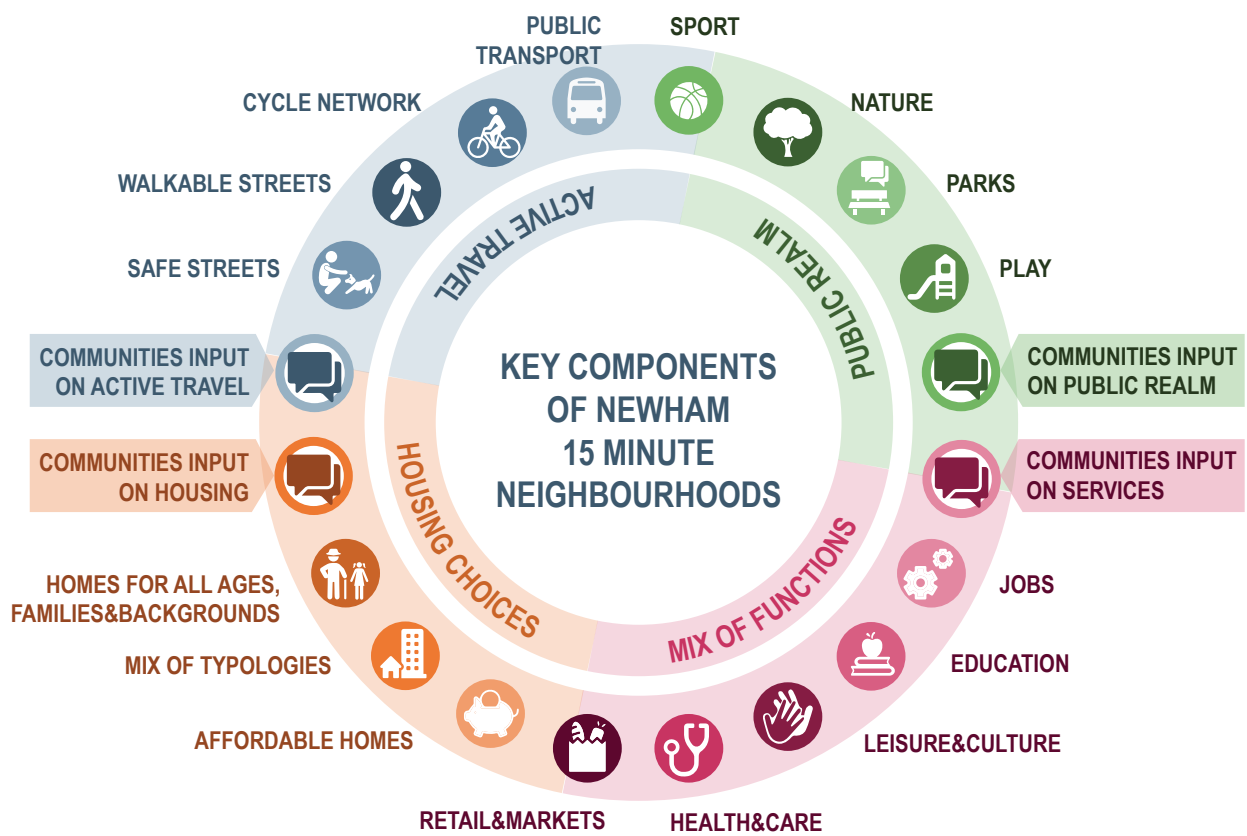 PUBLIC
TRANSPORT
SPORT
CYCLE NETWORK
NATURE
WALKABLE STREETS
PARKS
SAFE STREETS
PLAY
ACTIVE TRAVEL
PUBLIC REALM
COMMUNITIES INPUT
ON ACTIVE TRAVEL
COMMUNITIES INPUT
ON PUBLIC REALM
KEY COMPONENTS
OF NEWHAM
15 MINUTE
NEIGHBOURHOODS
COMMUNITIES INPUT
ON HOUSING
COMMUNITIES INPUT
ON SERVICES
HOUSING CHOICES
MIX OF FUNCTIONS
HOMES FOR ALL AGES,
FAMILIES&BACKGROUNDS
JOBS
MIX OF TYPOLOGIES
EDUCATION
AFFORDABLE HOMES
LEISURE&CULTURE
RETAIL&MARKETS
HEALTH&CARE